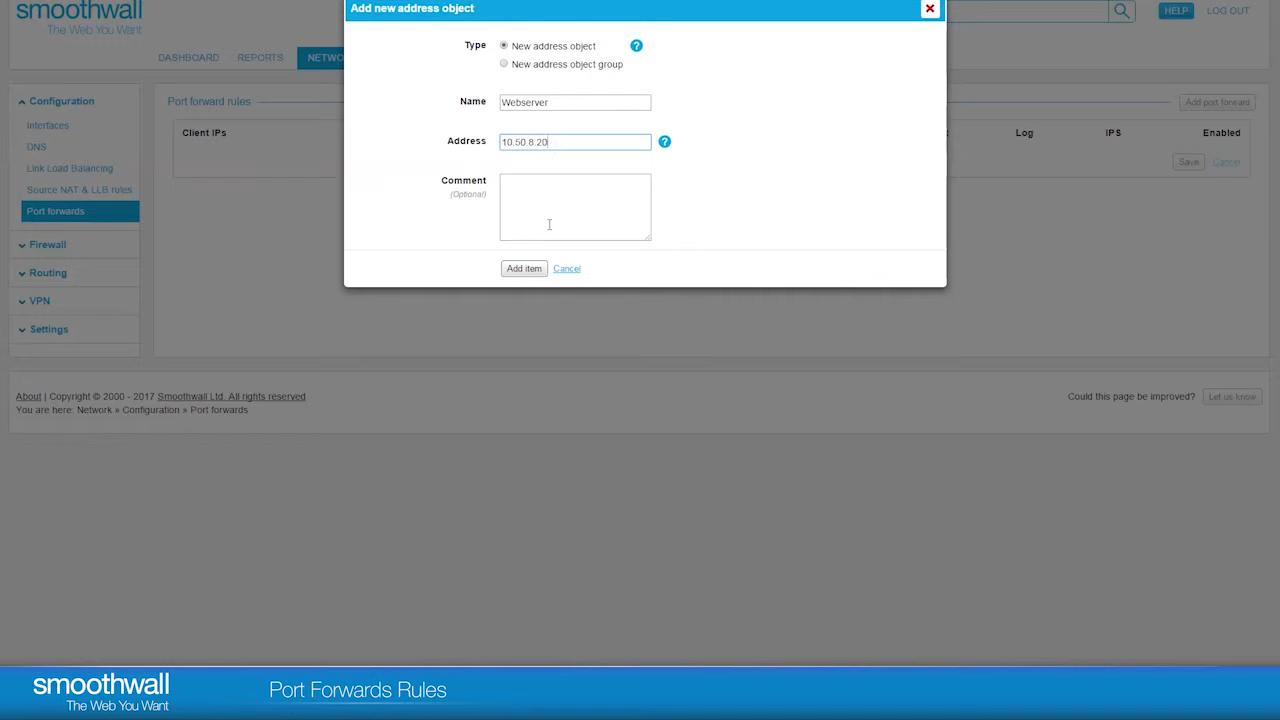 Add new address object
smoothwall
The Web You Want
HELP
LOG OUT
DASHBOARD
REPORTS
Type
New address object
?
New address object group
Name
Webserver
Address
10.50.8.20
?
Comment
(Optional)
Add item
Cancel
Configuration
Interfaces
DNS
Link Load Balancing
Source NAT & LLB rules
Port forwards
Firewall
Routing
VPN
Settings
Port forward rules
Add port forward
Client IPs
Log
IPS
Enabled
Save
Cancel
About | Copyright © 2000 - 2017 Smoothwall Ltd. All rights reserved
You are here: Network » Configuration » Port forwards
Could this page be improved?
Let us know
smoothwall
The Web You Want
Port Forwards Rules